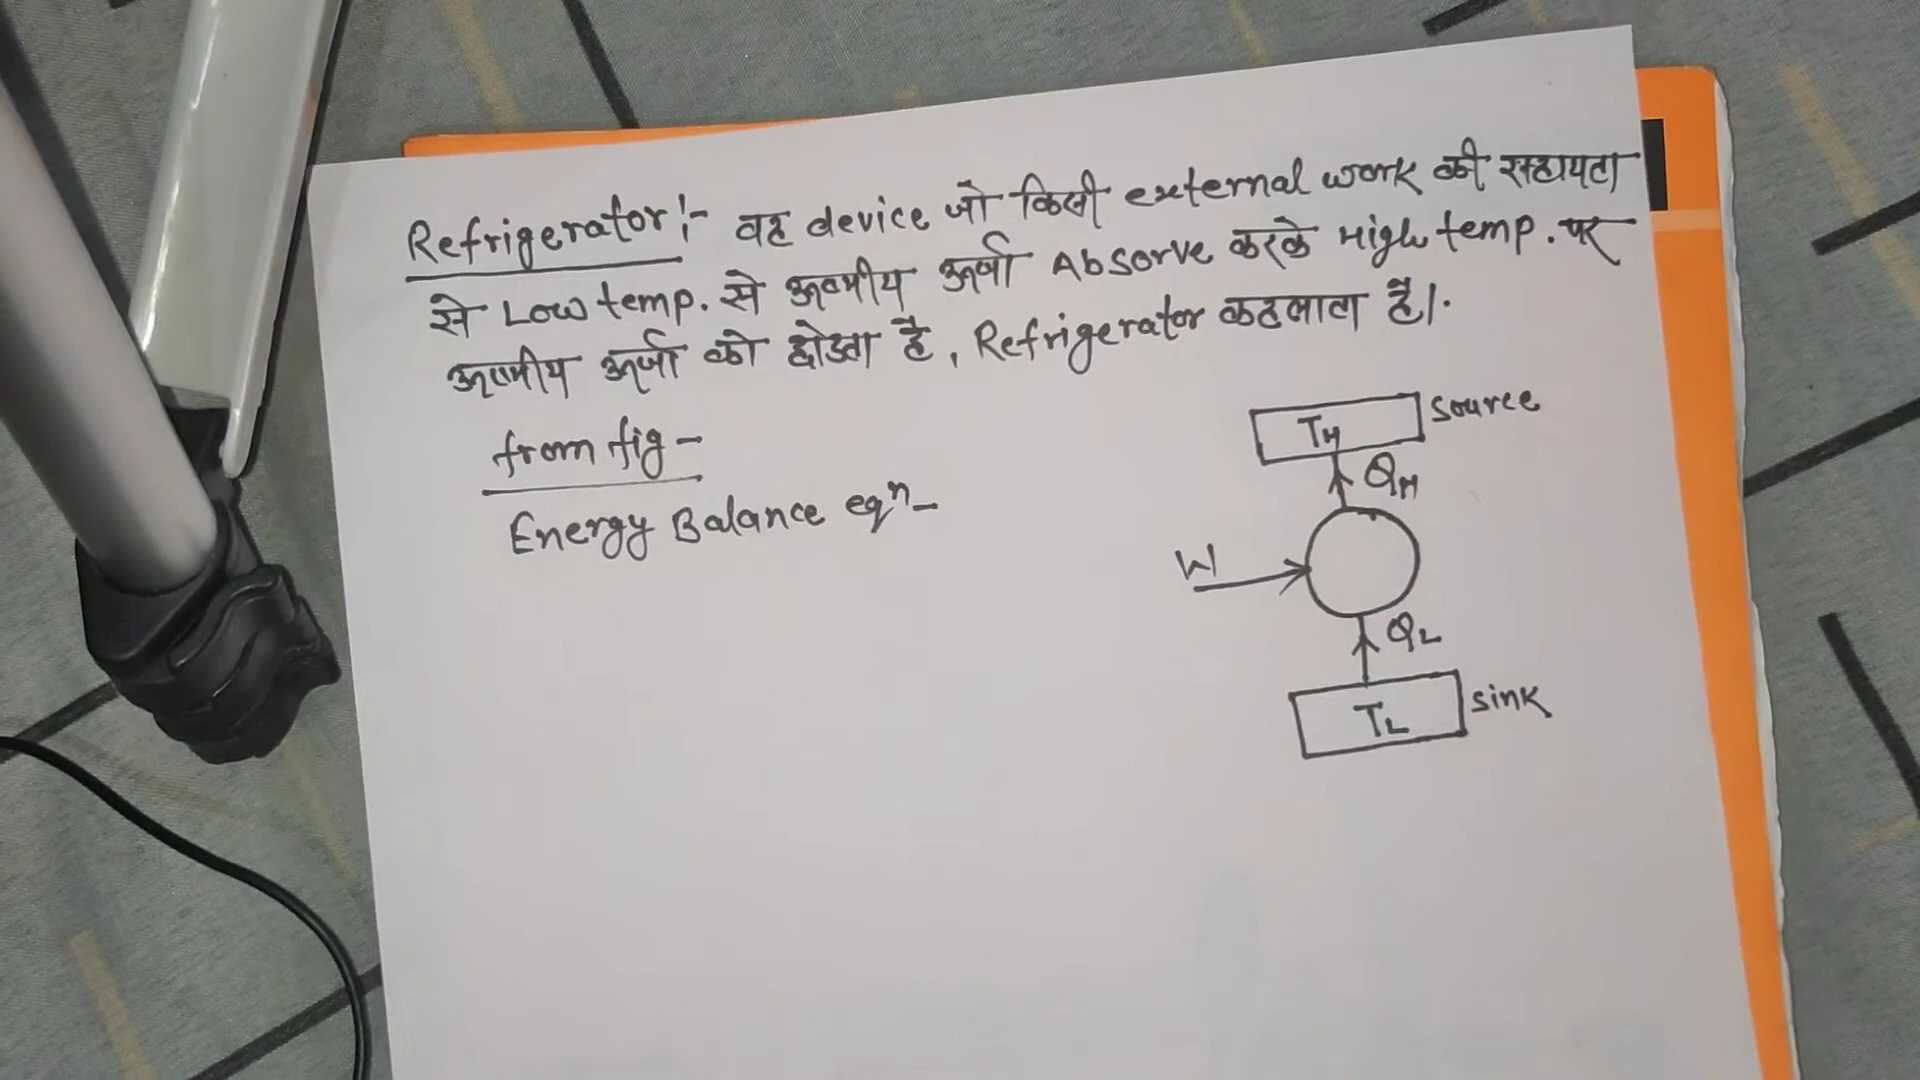 Refrigerator :- वह device जो किसी external work की सहायता
से Low temp. से ऊष्मीय ऊर्जा Absorve करके High temp. पर
ऊष्मीय ऊर्जा को छोडता है, Refrigerator कहलाता है।.
from fig -
Energy Balance eqⁿ -
TH source
QH
W
QL
TL sink